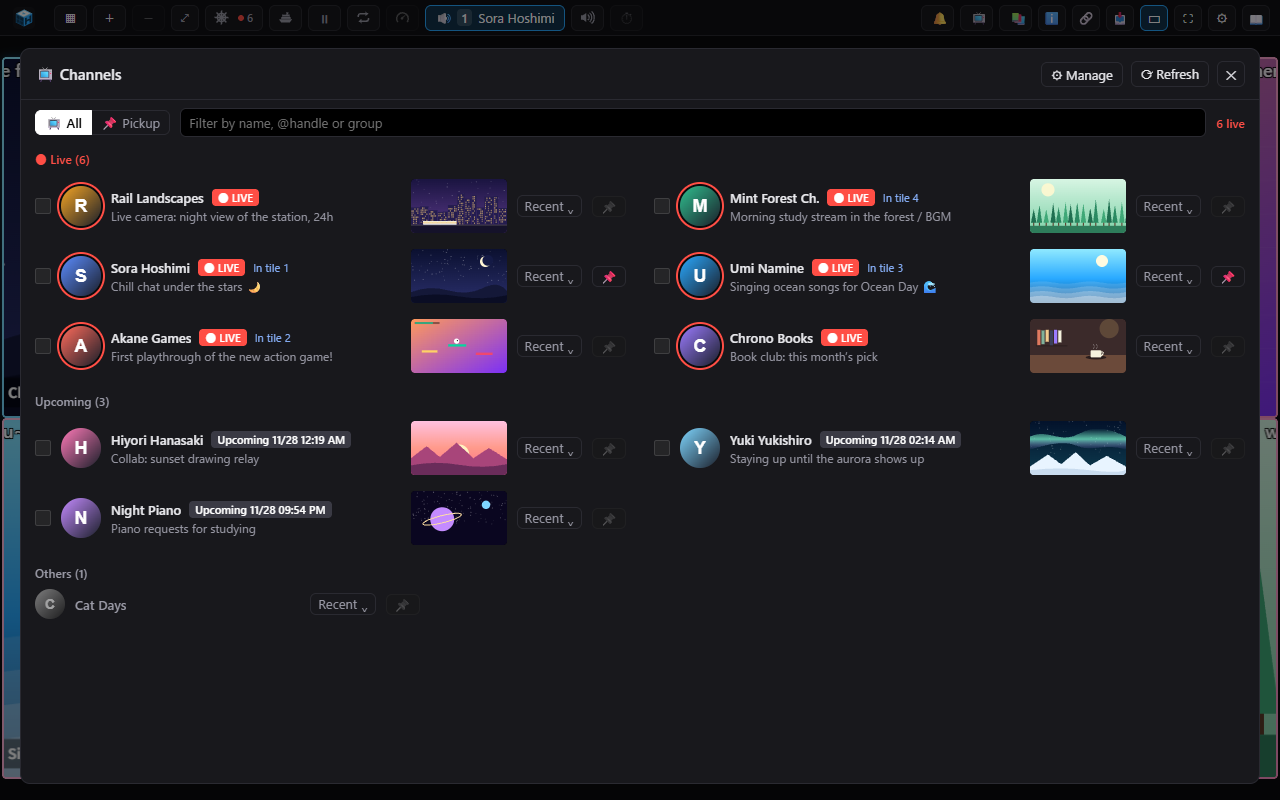 6
1 Sora Hoshimi
Channels
Manage
Refresh
All
Pickup
Filter by name, @handle or group
6 live
Live (6)
R
Rail Landscapes
LIVE
Live camera: night view of the station, 24h
Recent
M
Mint Forest Ch.
LIVE
In tile 4
Morning study stream in the forest / BGM
Recent
S
Sora Hoshimi
LIVE
In tile 1
Chill chat under the stars 🌙
Recent
U
Umi Namine
LIVE
In tile 3
Singing ocean songs for Ocean Day 🌊
Recent
A
Akane Games
LIVE
In tile 2
First playthrough of the new action game!
Recent
C
Chrono Books
LIVE
Book club: this month's pick
Recent
Upcoming (3)
H
Hiyori Hanasaki
Upcoming 11/28 12:19 AM
Collab: sunset drawing relay
Recent
Y
Yuki Yukishiro
Upcoming 11/28 02:14 AM
Staying up until the aurora shows up
Recent
N
Night Piano
Upcoming 11/28 09:54 PM
Piano requests for studying
Recent
Others (1)
C
Cat Days
Recent